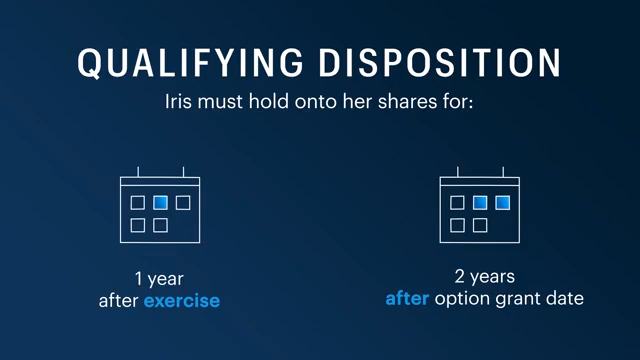 QUALIFYING DISPOSITION
Iris must hold onto her shares for:
1 year
after exercise
2 years
after option grant date